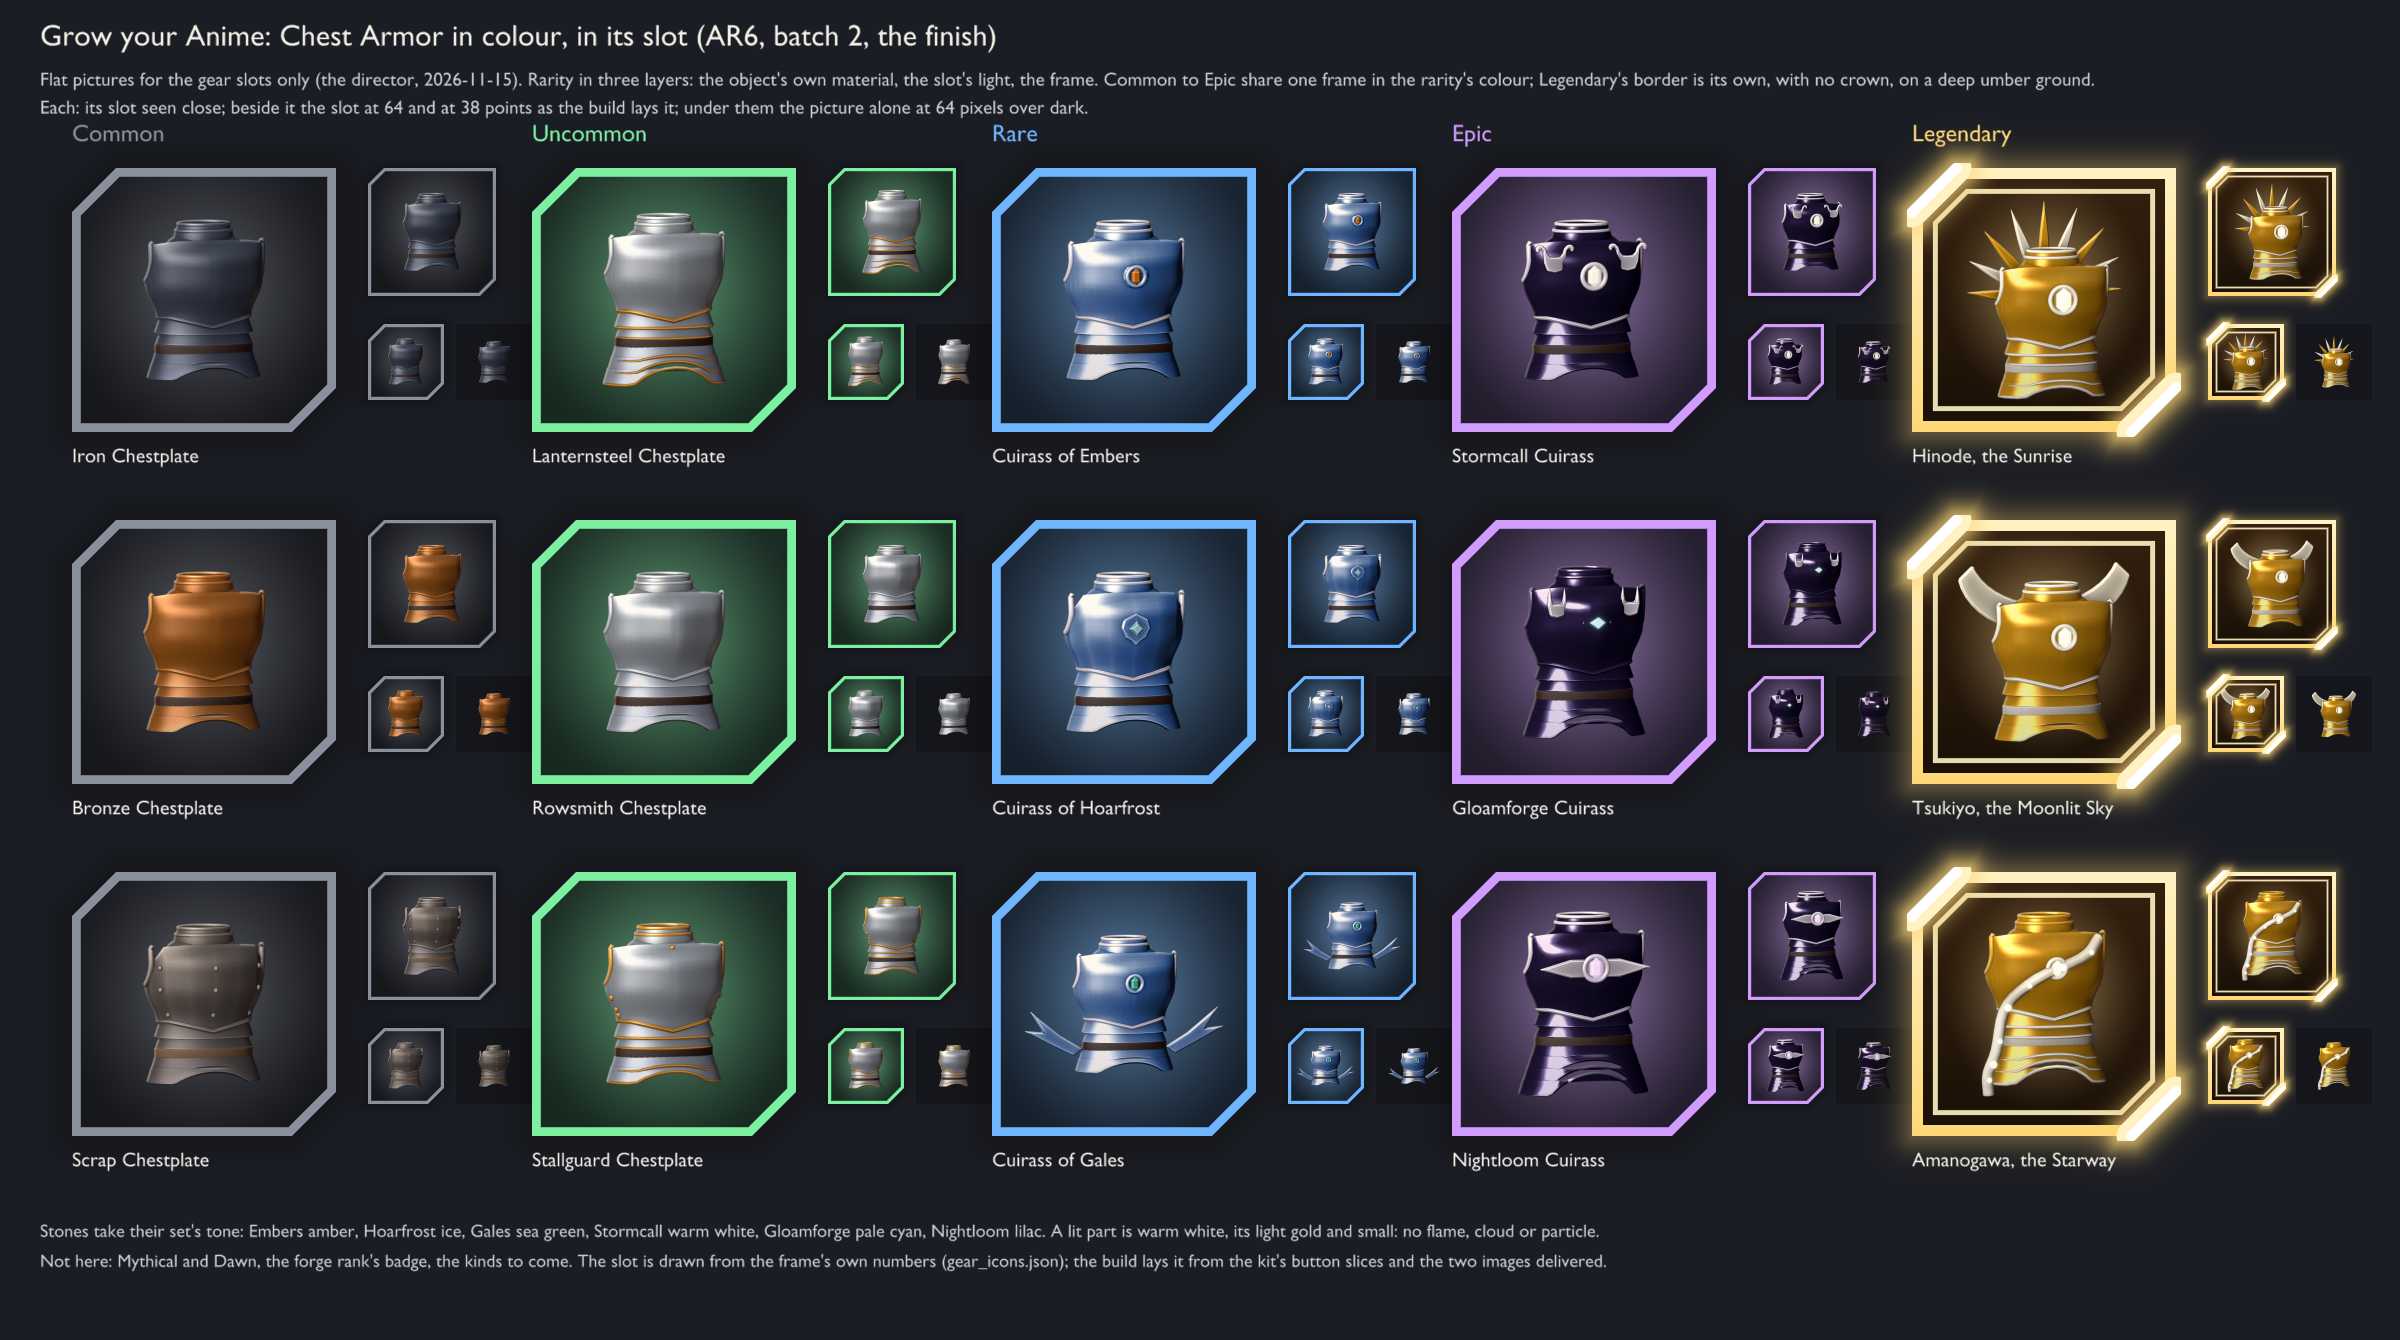 Grow your Anime: Chest Armor in colour, in its slot (AR6, batch 2, the finish)
Flat pictures for the gear slots only (the director, 2026-11-15). Rarity in three layers: the object's own material, the slot's light, the frame. Common to Epic share one frame in the rarity's colour; Legendary's border is its own, with no crown, on a deep umber ground.
Each: its slot seen close; beside it the slot at 64 and at 38 points as the build lays it; under them the picture alone at 64 pixels over dark.
Common
Uncommon
Rare
Epic
Legendary
Iron Chestplate
Lanternsteel Chestplate
Cuirass of Embers
Stormcall Cuirass
Hinode, the Sunrise
Bronze Chestplate
Rowsmith Chestplate
Cuirass of Hoarfrost
Gloamforge Cuirass
Tsukiyo, the Moonlit Sky
Scrap Chestplate
Stallguard Chestplate
Cuirass of Gales
Nightloom Cuirass
Amanogawa, the Starway
Stones take their set's tone: Embers amber, Hoarfrost ice, Gales sea green, Stormcall warm white, Gloamforge pale cyan, Nightloom lilac. A lit part is warm white, its light gold and small: no flame, cloud or particle.
Not here: Mythical and Dawn, the forge rank's badge, the kinds to come. The slot is drawn from the frame's own numbers (gear_icons.json); the build lays it from the kit's button slices and the two images delivered.